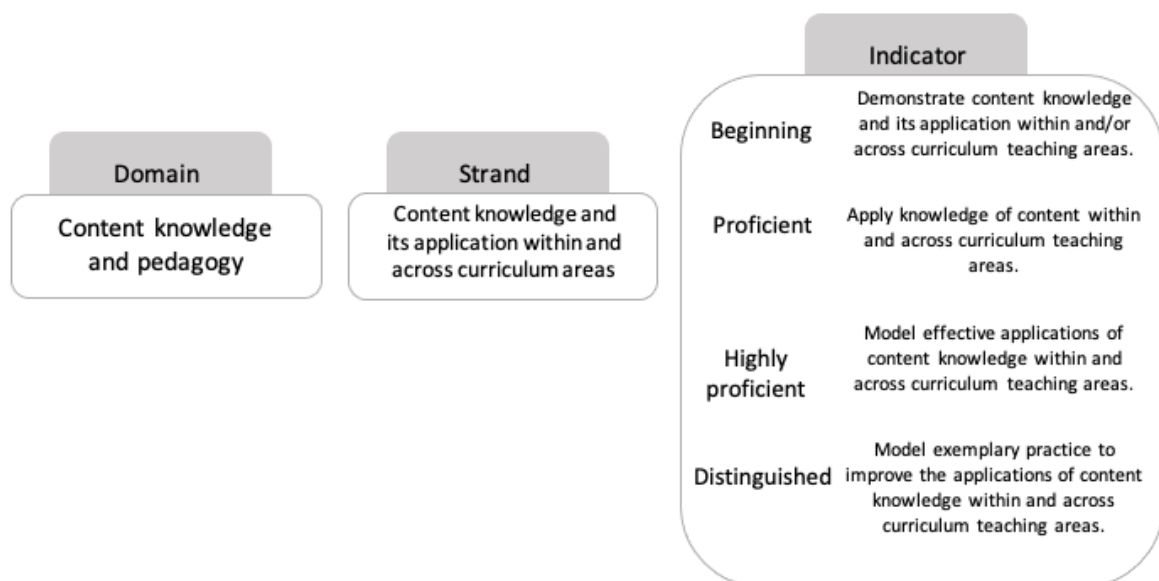 Domain
Content knowledge
and pedagogy
Strand
Content knowledge and
its application within and
across curriculum areas
Indicator
Beginning
Demonstrate content knowledge
and its application within and/or
across curriculum teaching areas.
Proficient
Apply knowledge of content within
and across curriculum teaching
areas.
Highly
proficient
Model effective applications of
content knowledge within and
across curriculum teaching areas.
Distinguished
Model exemplary practice to
improve the applications of content
knowledge within and across
curriculum teaching areas.